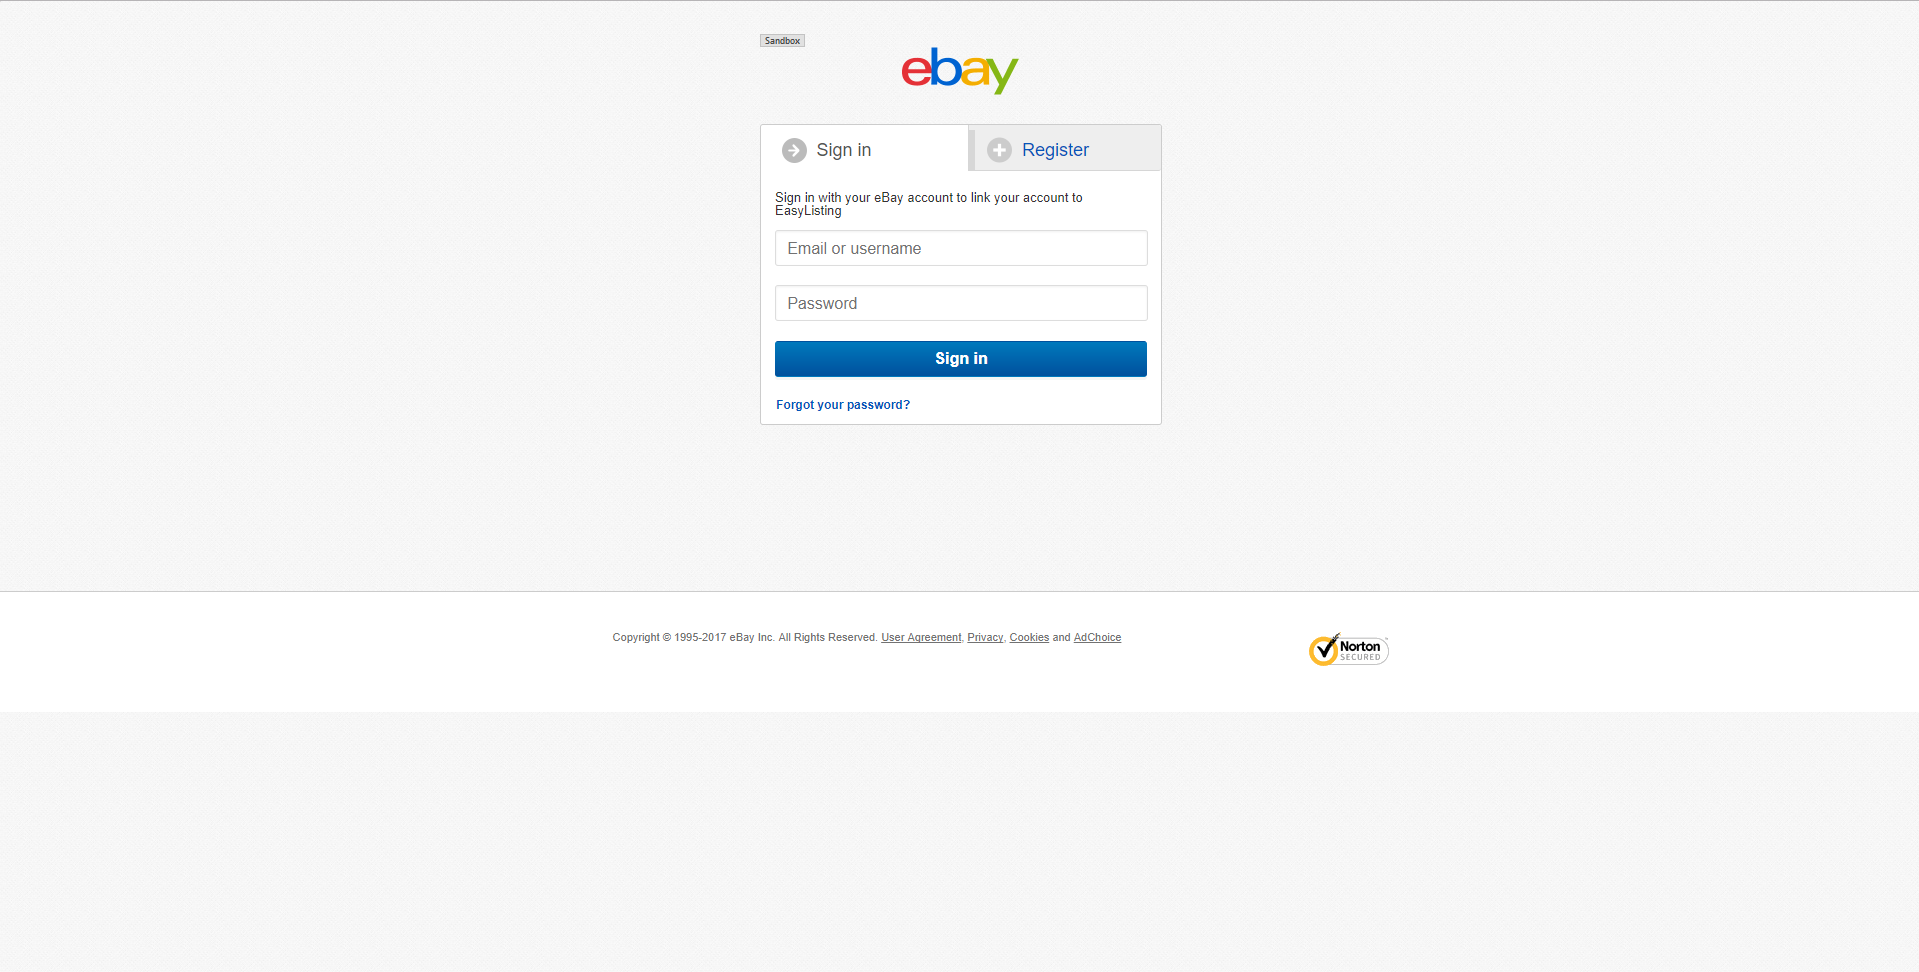 Sandbox
ebay
Sign in
Register
Sign in with your eBay account to link your account to
EasyListing
Email or username
Password
Sign in
Forgot your password?
Copyright © 1995-2017 eBay Inc. All Rights Reserved. User Agreement, Privacy, Cookies and AdChoice
Norton
SECURED